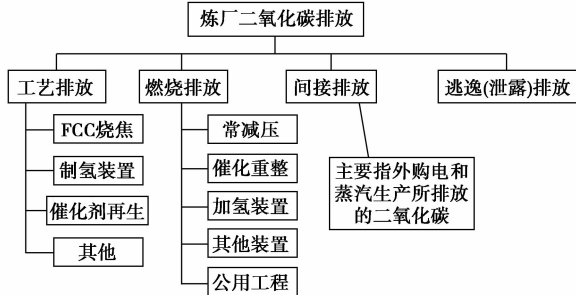 炼厂二氧化碳排放
工艺排放
燃烧排放
间接排放
逃逸(泄露)排放
FCC烧焦
制氢装置
催化剂再生
其他
常减压
催化重整
加氢装置
其他装置
公用工程
主要指外购电和
蒸汽生产所排放
的二氧化碳